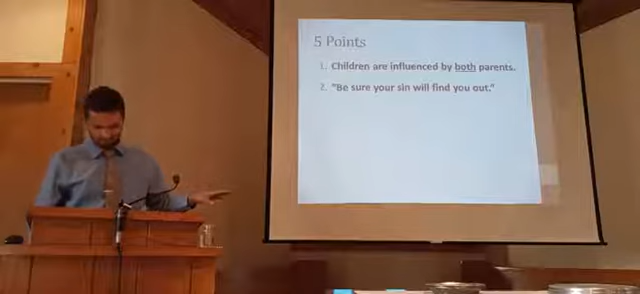 5 Points
1. Children are influenced by both parents.
2. "Be sure your sin will find you out."